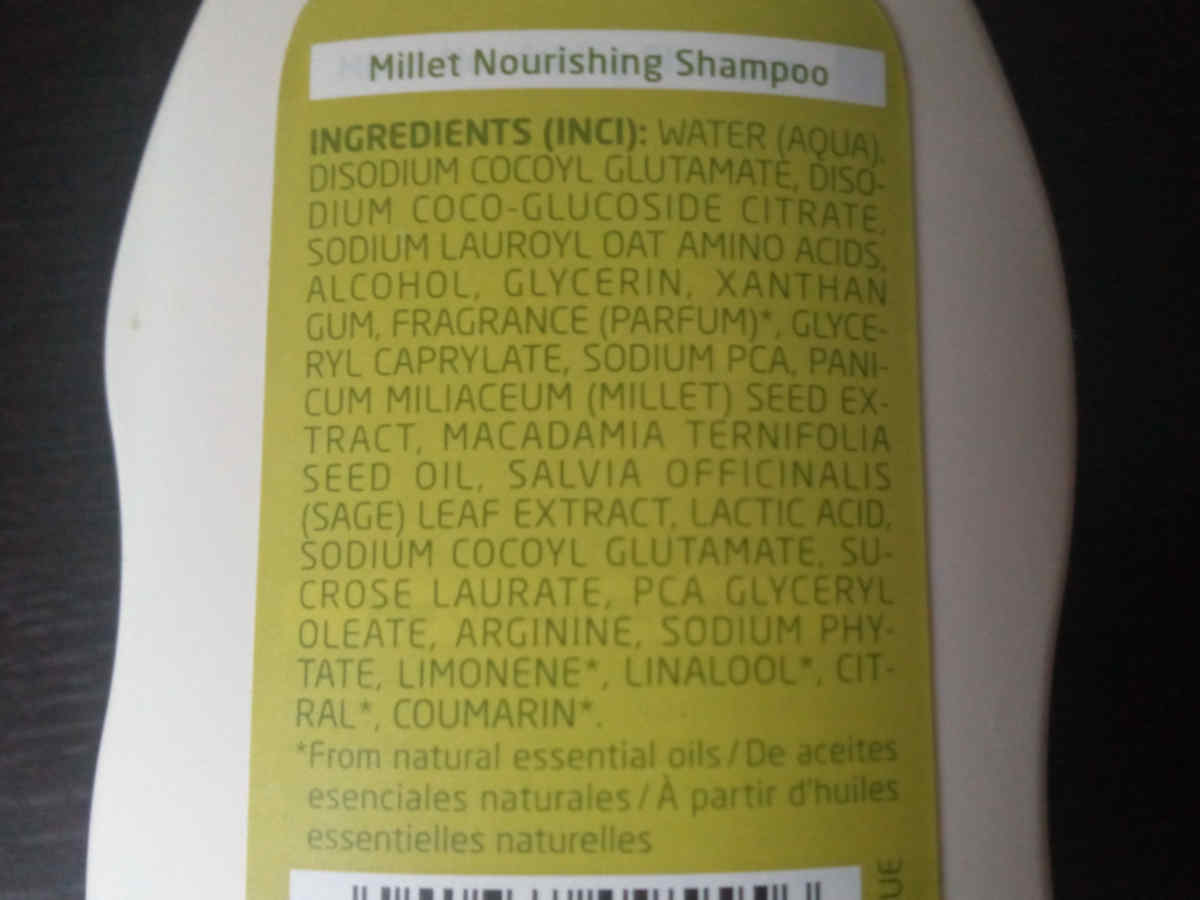 Millet Nourishing Shampoo
INGREDIENTS (INCI): WATER (AQUA),
DISODIUM COCOYL GLUTAMATE, DISO-
DIUM COCO-GLUCOSIDE CITRATE,
SODIUM LAUROYL OAT AMINO ACIDS,
ALCOHOL, GLYCERIN, XANTHAN
GUM, FRAGRANCE (PARFUM)*, GLYCE-
RYL CAPRYLATE, SODIUM PCA, PANI-
CUM MILIACEUM (MILLET) SEED EX-
TRACT, MACADAMIA TERNIFOLIA
SEED OIL, SALVIA OFFICINALIS
(SAGE) LEAF EXTRACT, LACTIC ACID,
SODIUM COCOYL GLUTAMATE, SU-
CROSE LAURATE, PCA GLYCERYL
OLEATE, ARGININE, SODIUM PHY-
TATE, LIMONENE*, LINALOOL*, CIT-
RAL*, COUMARIN*.
*From natural essential oils / De aceites
esenciales naturales / À partir d'huiles
essentielles naturelles